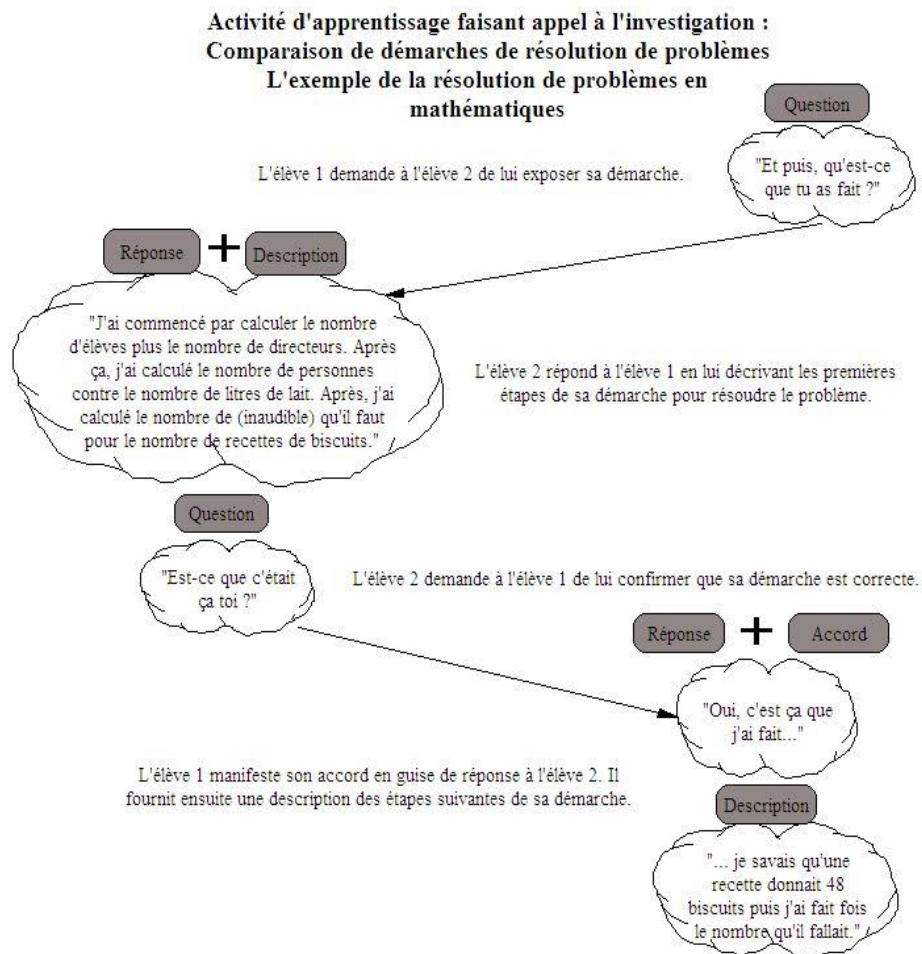 Activité d'apprentissage faisant appel à l'investigation :
Comparaison de démarches de résolution de problèmes
L'exemple de la résolution de problèmes en
mathématiques
Question
L'élève 1 demande à l'élève 2 de lui exposer sa démarche.
"Et puis, qu'est-ce
que tu as fait ?"
Réponse + Description
"J'ai commencé par calculer le nombre
d'élèves plus le nombre de directeurs. Après
ça, j'ai calculé le nombre de personnes
contre le nombre de litres de lait. Après, j'ai
calculé le nombre de (inaudible) qu'il faut
pour le nombre de recettes de biscuits."
L'élève 2 répond à l'élève 1 en lui décrivant les premières
étapes de sa démarche pour résoudre le problème.
Question
"Est-ce que c'était
ça toi ?"
L'élève 2 demande à l'élève 1 de lui confirmer que sa démarche est correcte.
Réponse + Accord
"Oui, c'est ça que
j'ai fait..."
L'élève 1 manifeste son accord en guise de réponse à l'élève 2. Il
fournit ensuite une description des étapes suivantes de sa démarche.
Description
"... je savais qu'une
recette donnait 48
biscuits puis j'ai fait fois
le nombre qu'il fallait."